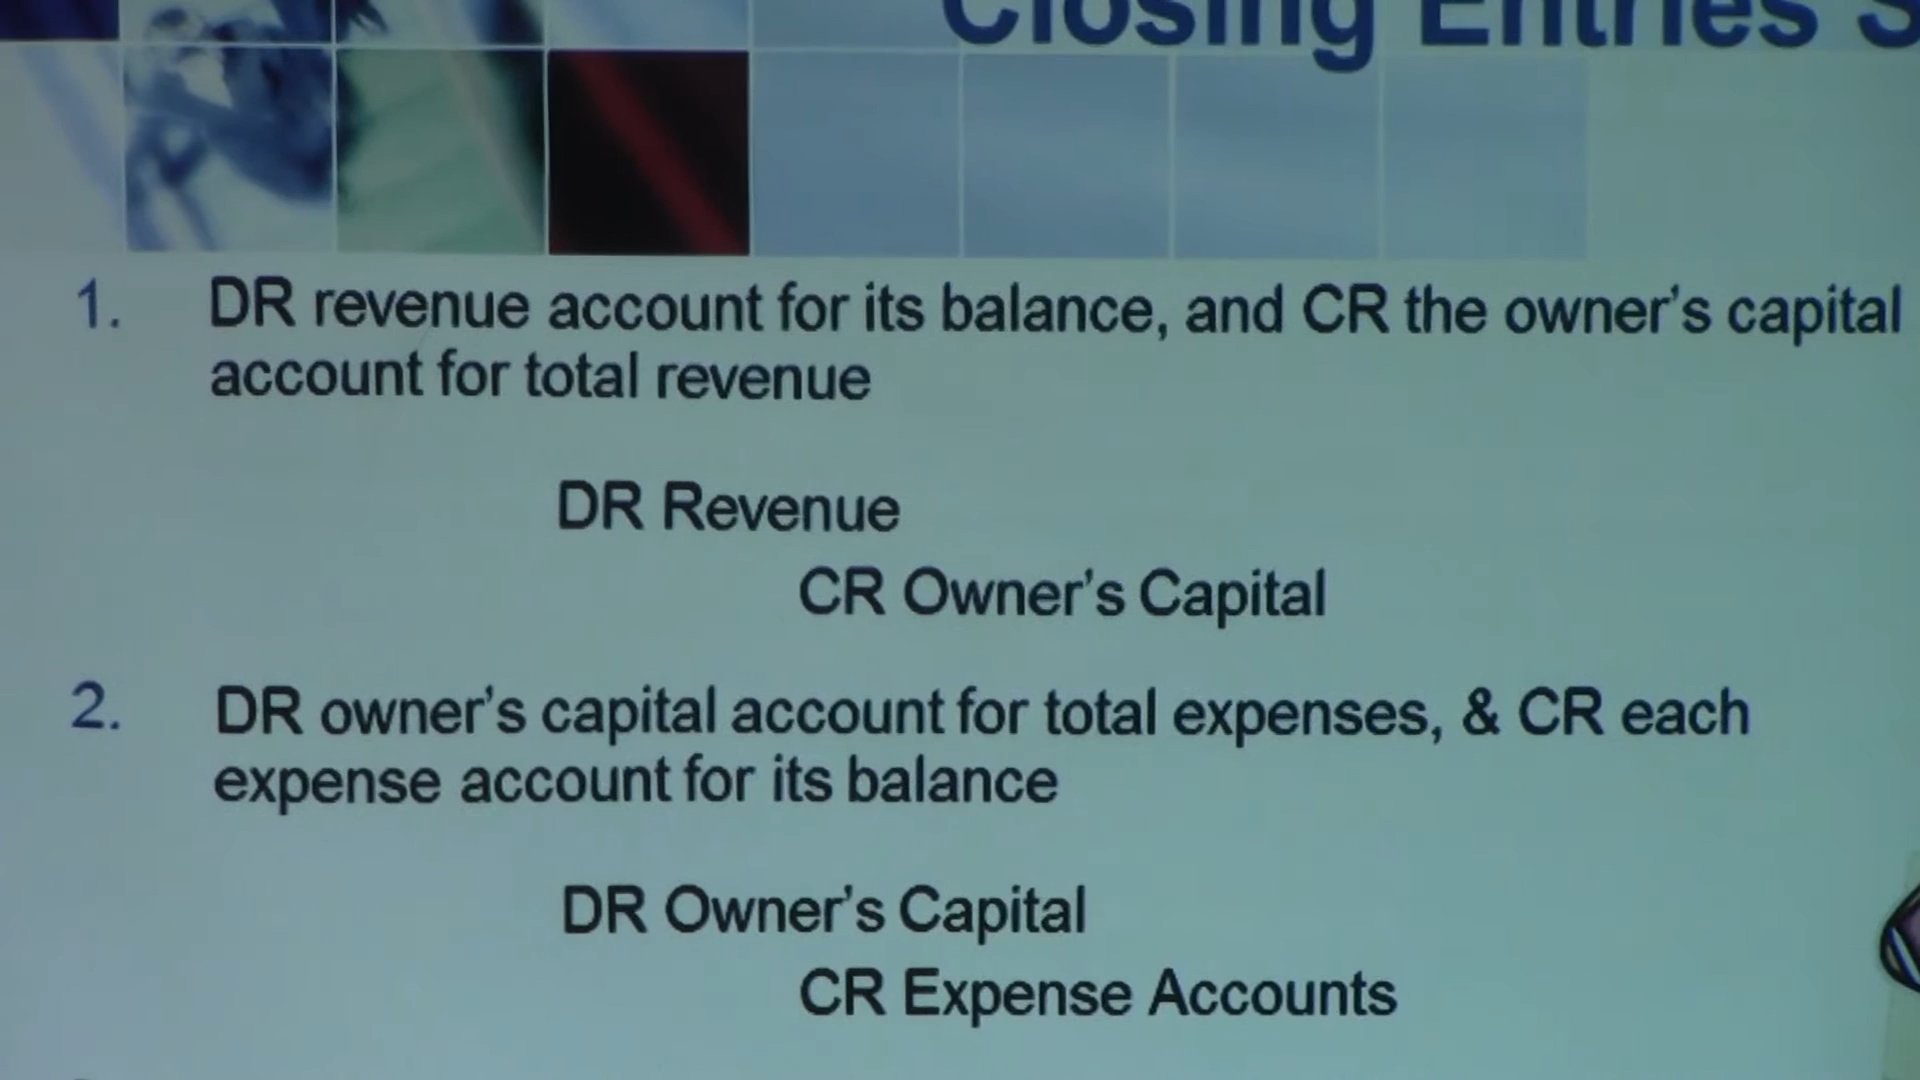 Closing Entries
1. DR revenue account for its balance, and CR the owner's capital
account for total revenue
DR Revenue
CR Owner's Capital
2. DR owner's capital account for total expenses, & CR each
expense account for its balance
DR Owner's Capital
CR Expense Accounts